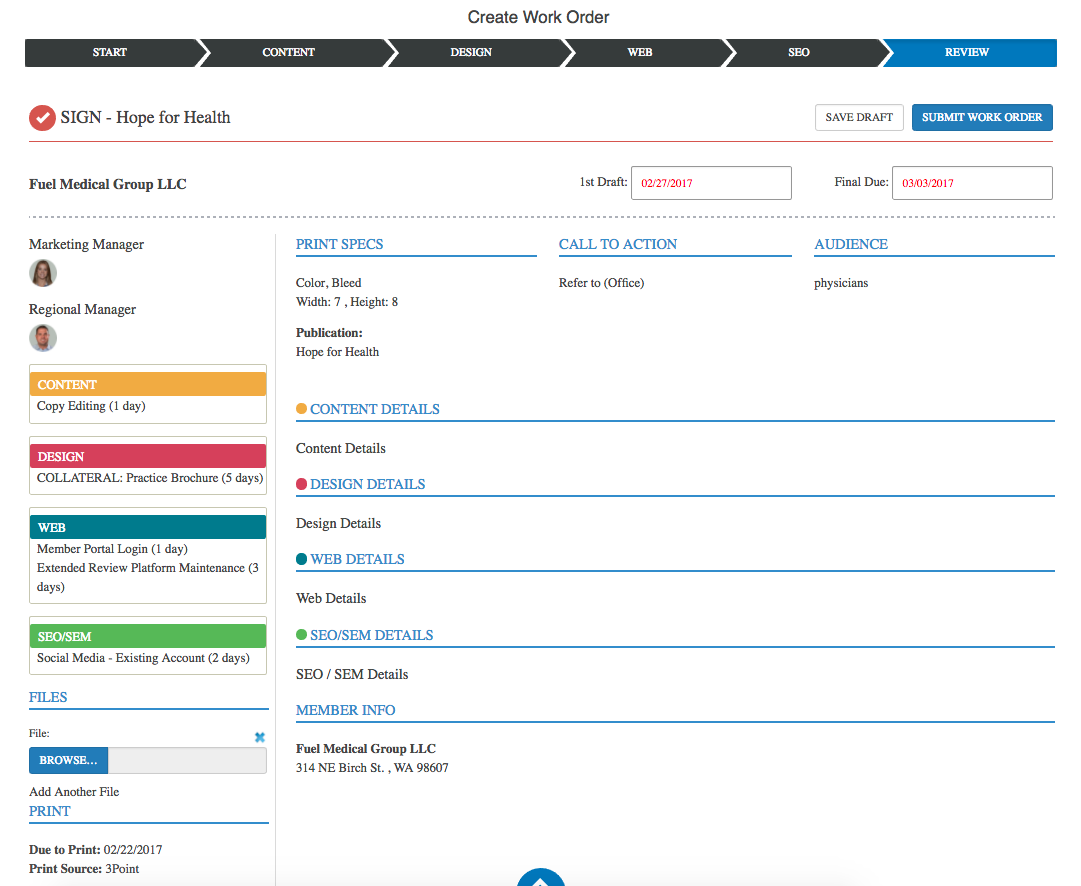 Create Work Order
START
CONTENT
DESIGN
WEB
SEO
REVIEW
SIGN - Hope for Health
SAVE DRAFT
SUBMIT WORK ORDER
Fuel Medical Group LLC
1st Draft: 02/27/2017
Final Due: 03/03/2017
Marketing Manager
Regional Manager
CONTENT
Copy Editing (1 day)
DESIGN
COLLATERAL: Practice Brochure (5 days)
WEB
Member Portal Login (1 day)
Extended Review Platform Maintenance (3
days)
SEO/SEM
Social Media - Existing Account (2 days)
FILES
File:
BROWSE...
Add Another File
PRINT
Due to Print: 02/22/2017
Print Source: 3Point
PRINT SPECS
Color, Bleed
Width: 7 , Height: 8
Publication:
Hope for Health
CALL TO ACTION
Refer to (Office)
AUDIENCE
physicians
CONTENT DETAILS
Content Details
DESIGN DETAILS
Design Details
WEB DETAILS
Web Details
SEO/SEM DETAILS
SEO / SEM Details
MEMBER INFO
Fuel Medical Group LLC
314 NE Birch St. , WA 98607